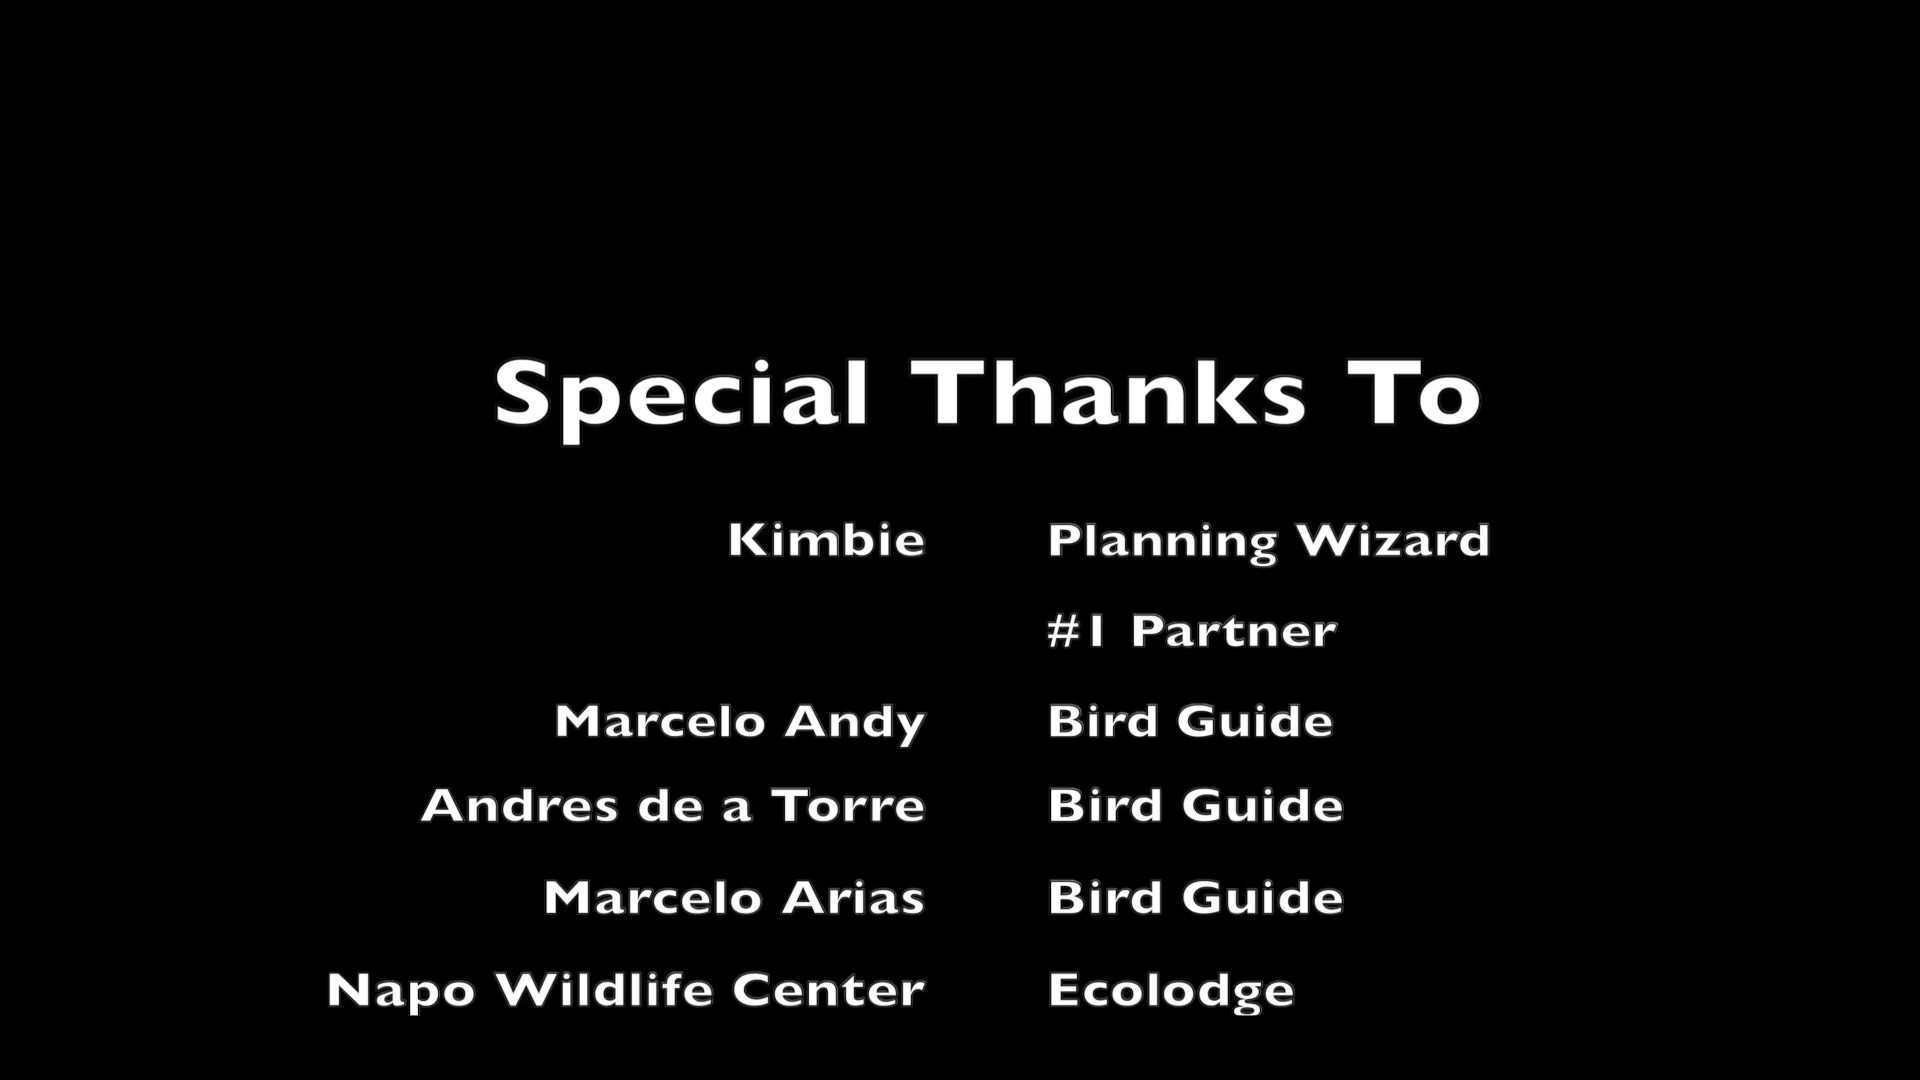 Special Thanks To
Kimbie Planning Wizard
#1 Partner
Marcelo Andy Bird Guide
Andres de a Torre Bird Guide
Marcelo Arias Bird Guide
Napo Wildlife Center Ecolodge